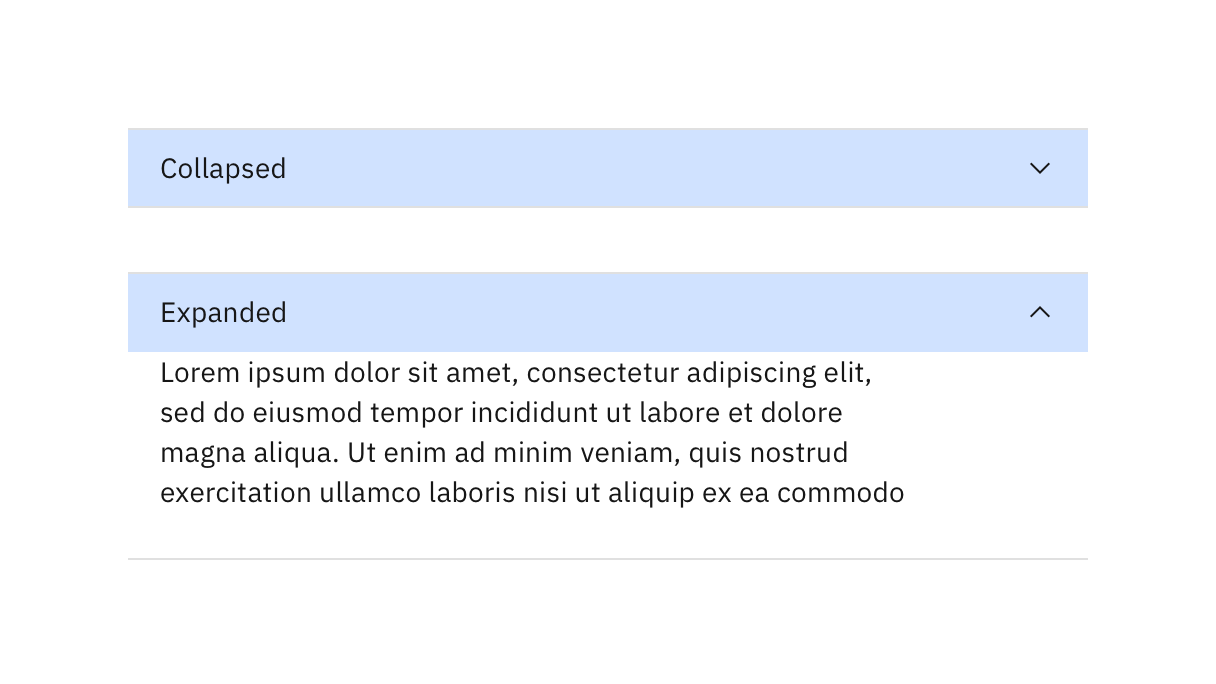 Collapsed
Expanded
Lorem ipsum dolor sit amet, consectetur adipiscing elit,
sed do eiusmod tempor incididunt ut labore et dolore
magna aliqua. Ut enim ad minim veniam, quis nostrud
exercitation ullamco laboris nisi ut aliquip ex ea commodo